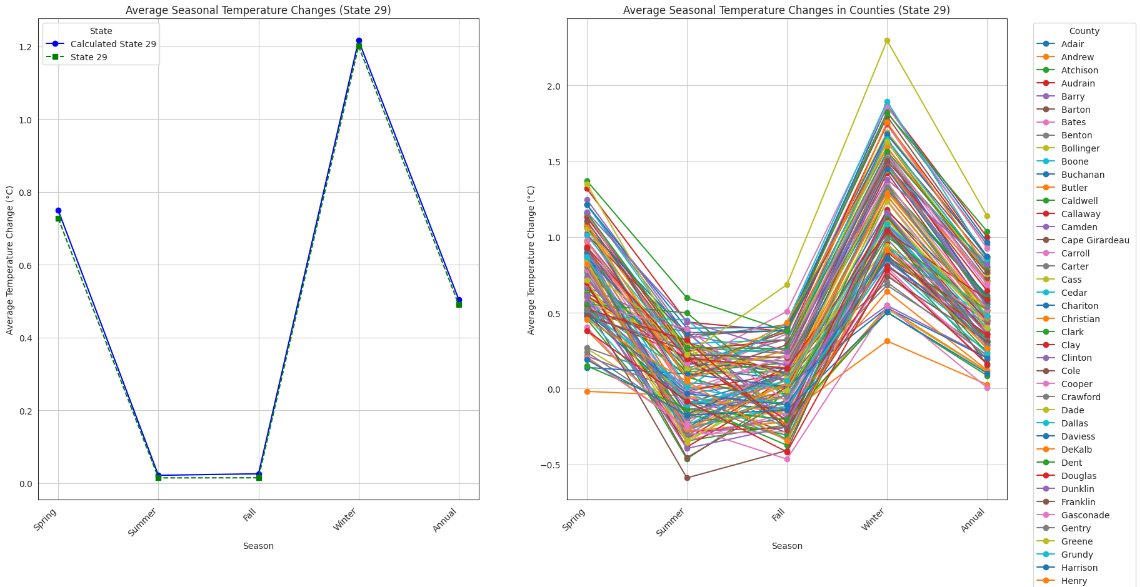 Average Seasonal Temperature Changes (State 29)
State
Calculated State 29
State 29
1.2
1.0
0.8
0.6
0.4
0.2
0.0
Average Temperature Change (°C)
Spring
Summer
Fall
Winter
Annual
Season
Average Seasonal Temperature Changes in Counties (State 29)
2.0
1.5
1.0
0.5
0.0
−0.5
Average Temperature Change (°C)
Spring
Summer
Fall
Winter
Annual
Season
County
Adair
Andrew
Atchison
Audrain
Barry
Barton
Bates
Benton
Bollinger
Boone
Buchanan
Butler
Caldwell
Callaway
Camden
Cape Girardeau
Carroll
Carter
Cass
Cedar
Chariton
Christian
Clark
Clay
Clinton
Cole
Cooper
Crawford
Dade
Dallas
Daviess
DeKalb
Dent
Douglas
Dunklin
Franklin
Gasconade
Gentry
Greene
Grundy
Harrison
Henry